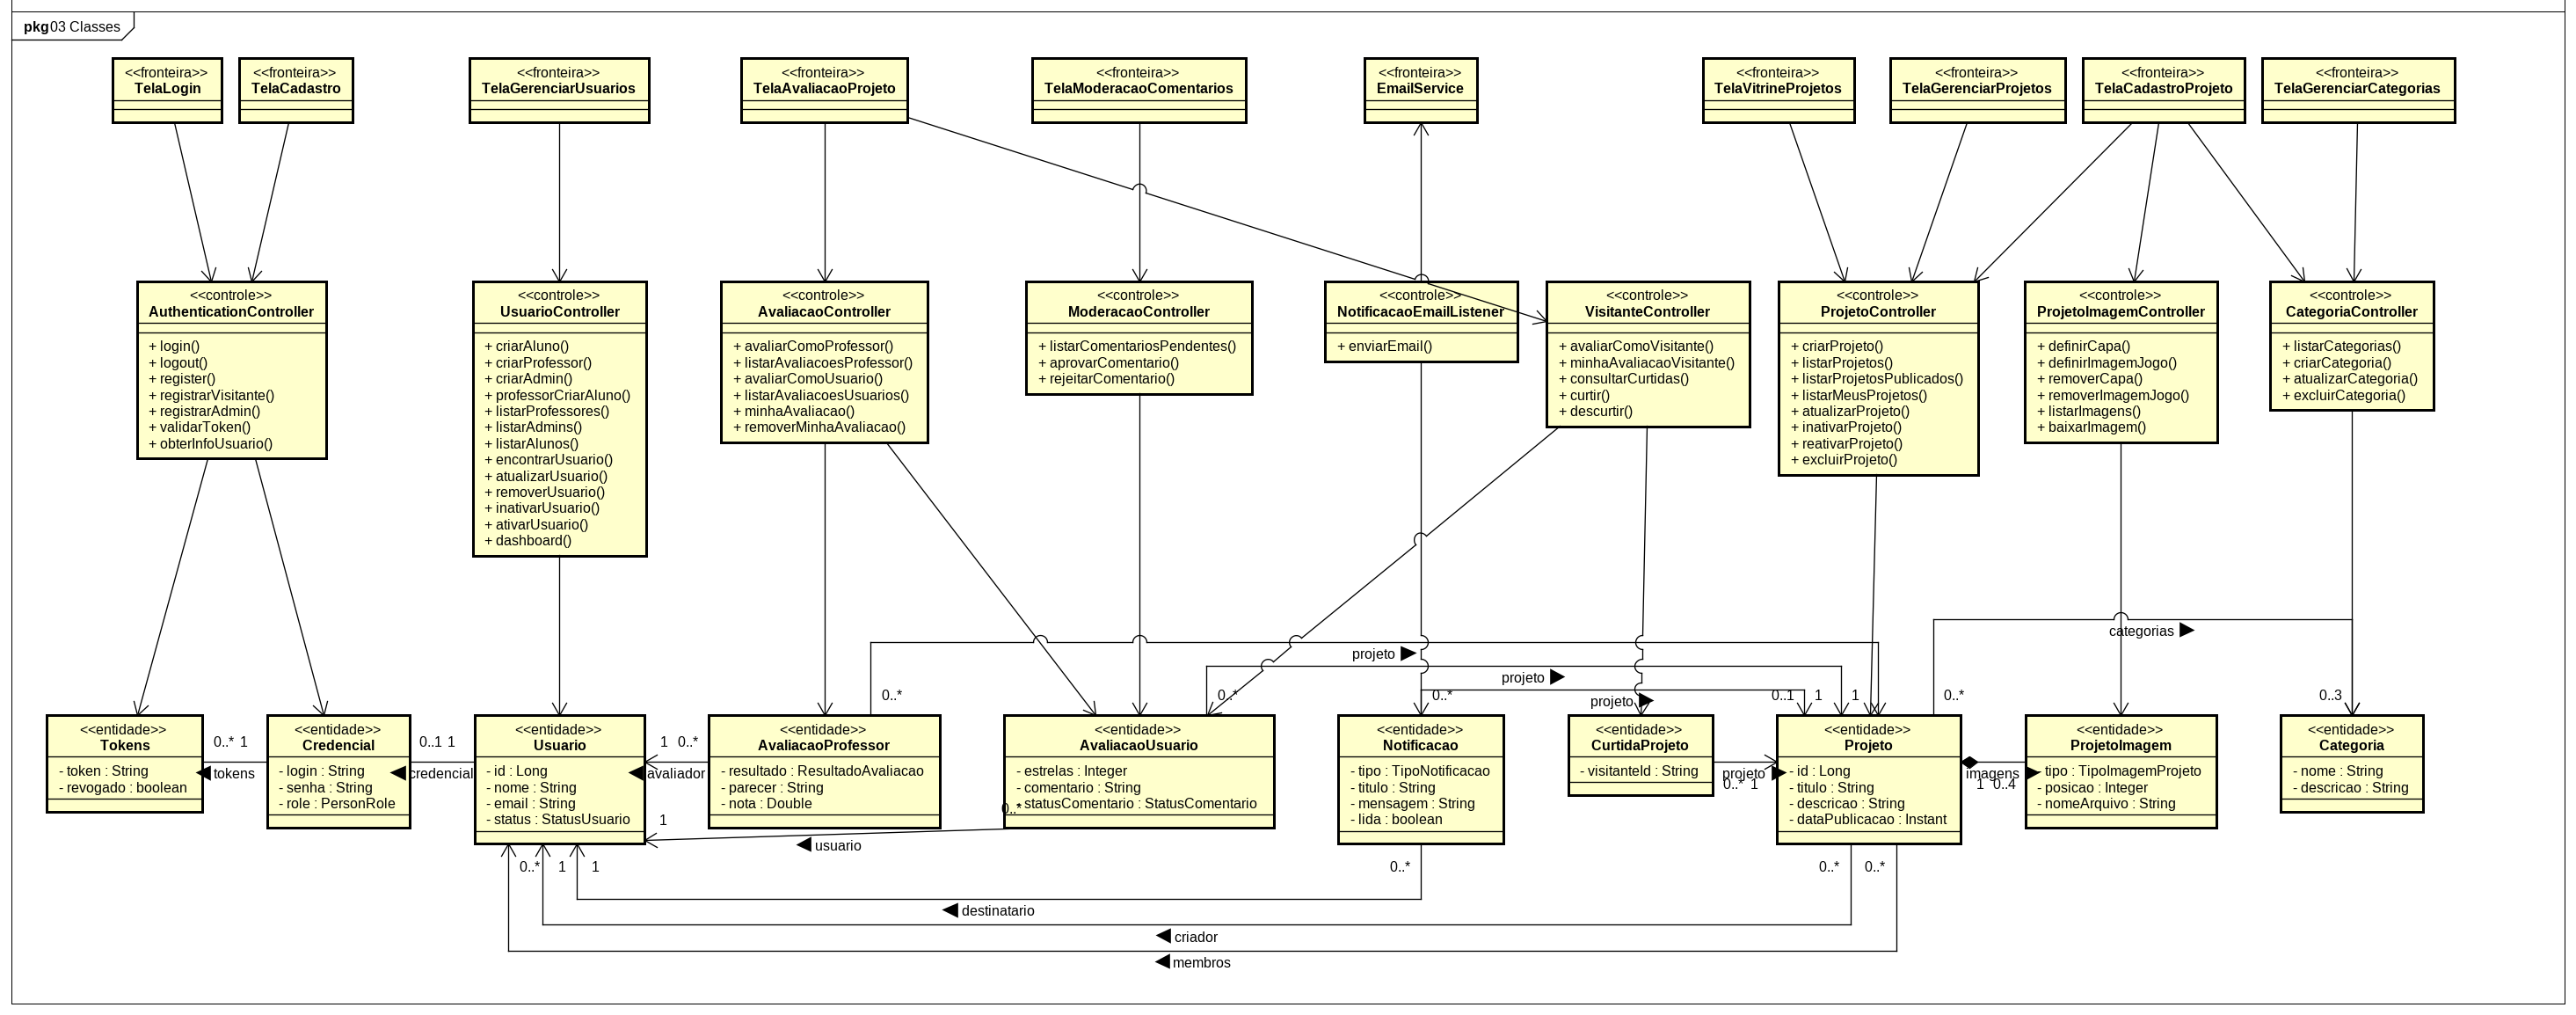 pkg 03 Classes
<<fronteira>>
TelaLogin
<<fronteira>>
TelaCadastro
<<fronteira>>
TelaGerenciarUsuarios
<<fronteira>>
TelaAvaliacaoProjeto
<<fronteira>>
TelaModeracaoComentarios
<<fronteira>>
EmailService
<<fronteira>>
TelaVitrineProjetos
<<fronteira>>
TelaGerenciarProjetos
<<fronteira>>
TelaCadastroProjeto
<<fronteira>>
TelaGerenciarCategorias
<<controle>>
AuthenticationController
+ login()
+ logout()
+ register()
+ registrarVisitante()
+ registrarAdmin()
+ validarToken()
+ obterInfoUsuario()
<<controle>>
UsuarioController
+ criarAluno()
+ criarProfessor()
+ criarAdmin()
+ professorCriarAluno()
+ listarProfessores()
+ listarAdmins()
+ listarAlunos()
+ encontrarUsuario()
+ atualizarUsuario()
+ removerUsuario()
+ inativarUsuario()
+ ativarUsuario()
+ dashboard()
<<controle>>
AvaliacaoController
+ avaliarComoProfessor()
+ listarAvaliacoesProfessor()
+ avaliarComoUsuario()
+ listarAvaliacoesUsuarios()
+ minhaAvaliacao()
+ removerMinhaAvaliacao()
<<controle>>
ModeracaoController
+ listarComentariosPendentes()
+ aprovarComentario()
+ rejeitarComentario()
<<controle>>
NotificacaoEmailListener
+ enviarEmail()
<<controle>>
VisitanteController
+ avaliarComoVisitante()
+ minhaAvaliacaoVisitante()
+ consultarCurtidas()
+ curtir()
+ descurtir()
<<controle>>
ProjetoController
+ criarProjeto()
+ listarProjetos()
+ listarProjetosPublicados()
+ listarMeusProjetos()
+ atualizarProjeto()
+ inativarProjeto()
+ reativarProjeto()
+ excluirProjeto()
<<controle>>
ProjetoImagemController
+ definirCapa()
+ definirImagemJogo()
+ removerCapa()
+ removerImagemJogo()
+ listarImagens()
+ baixarImagem()
<<controle>>
CategoriaController
+ listarCategorias()
+ criarCategoria()
+ atualizarCategoria()
+ excluirCategoria()
categorias
projeto
projeto
projeto
0..*
0..*
0..*
0..1
1
1
0..*
0..3
<<entidade>>
Tokens
- token : String
- revogado : boolean
0..* 1
tokens
<<entidade>>
Credencial
- login : String
- senha : String
- role : PersonRole
0..1 1
credencial
<<entidade>>
Usuario
- id : Long
- nome : String
- email : String
- status : StatusUsuario
1 0..*
avaliador
1
<<entidade>>
AvaliacaoProfessor
- resultado : ResultadoAvaliacao
- parecer : String
- nota : Double
<<entidade>>
AvaliacaoUsuario
- estrelas : Integer
- comentario : String
- statusComentario : StatusComentario
0..*
usuario
<<entidade>>
Notificacao
- tipo : TipoNotificacao
- titulo : String
- mensagem : String
- lida : boolean
<<entidade>>
CurtidaProjeto
- visitanteId : String
projeto
0..* 1
<<entidade>>
Projeto
- id : Long
- titulo : String
- descricao : String
- dataPublicacao : Instant
imagens
1 0..4
<<entidade>>
ProjetoImagem
- tipo : TipoImagemProjeto
- posicao : Integer
- nomeArquivo : String
<<entidade>>
Categoria
- nome : String
- descricao : String
0..*
1
1
0..*
0..*
0..*
destinatario
criador
membros